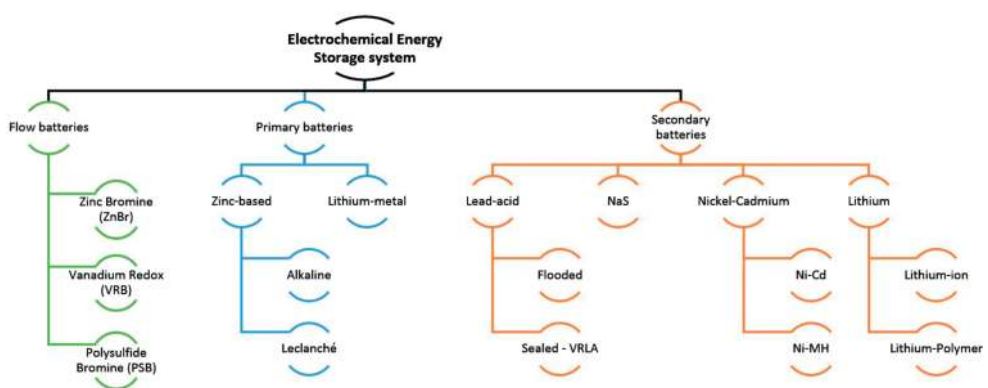 Electrochemical Energy
Storage system
Flow batteries
Primary batteries
Secondary
batteries
Zinc Bromine
(ZnBr)
Zinc-based
Lithium-metal
Lead-acid
NaS
Nickel-Cadmium
Lithium
Vanadium Redox
(VRB)
Alkaline
Flooded
Ni-Cd
Lithium-ion
Polysulfide
Bromine (PSB)
Leclanché
Sealed - VRLA
Ni-MH
Lithium-Polymer